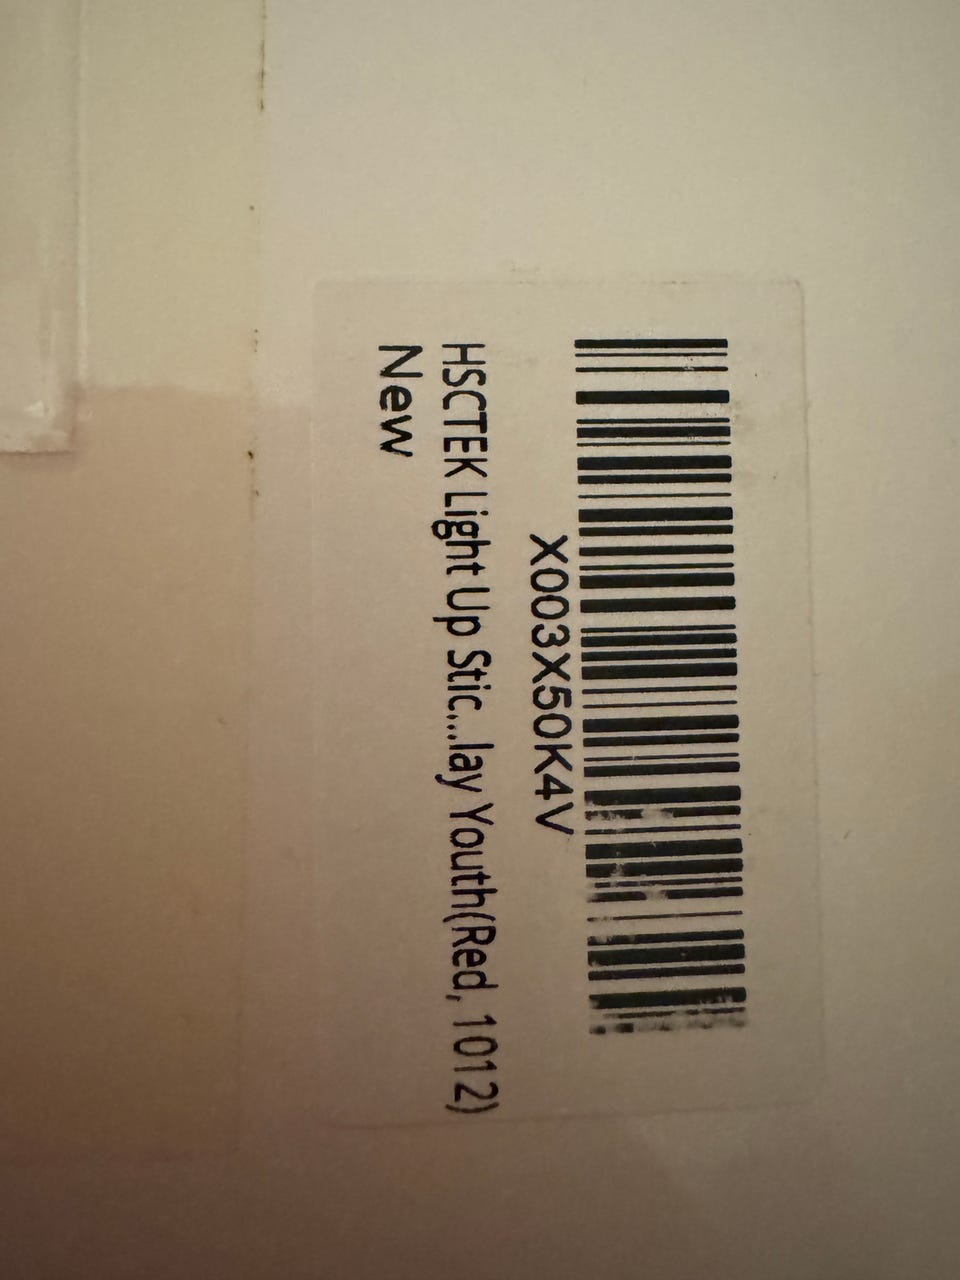 X003X50K4V
HSCTEK Light Up Stic...lay Youth(Red, 1012)
New